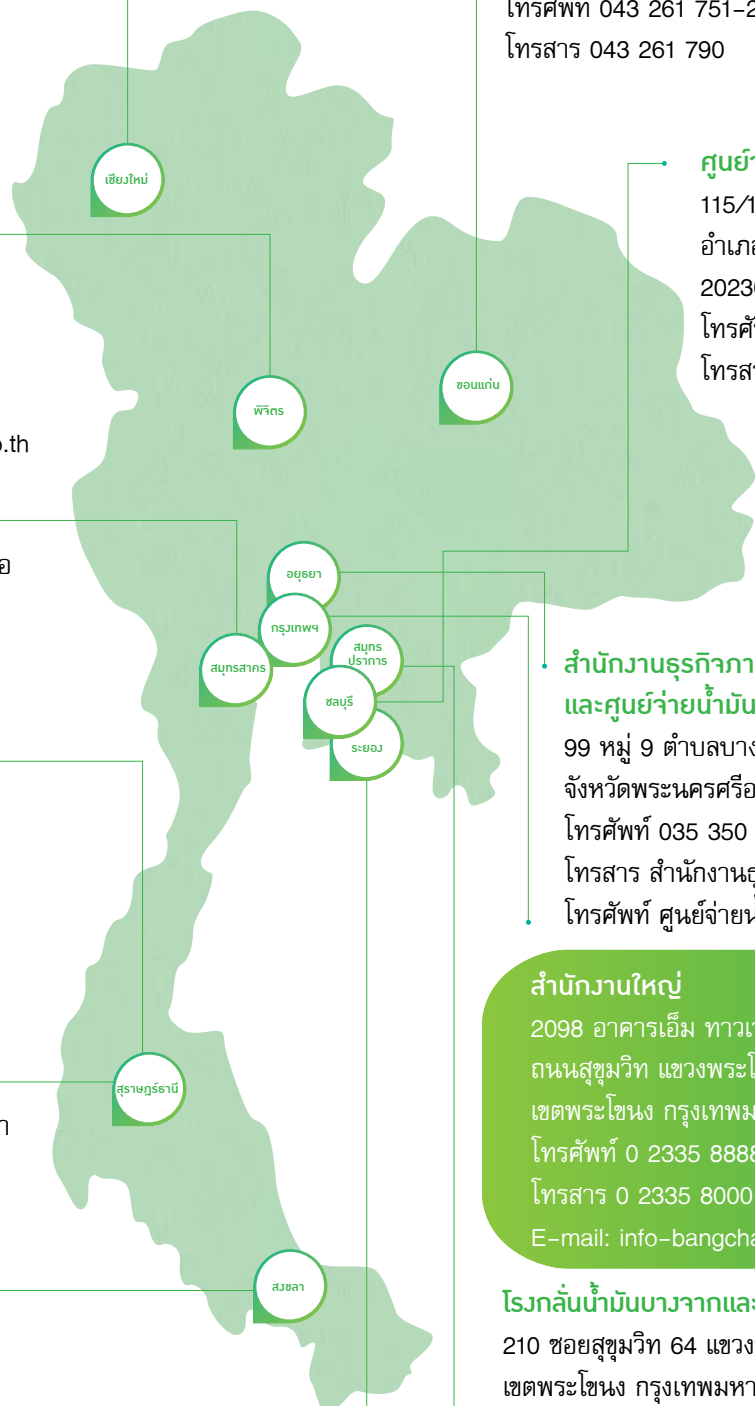 โทรศัพท์ 043 261 751-2
โทรสาร 043 261 790
115/1
โทรสา
เชียงใหม่
พิจิตร
ขอนแก่น
o.th
อ
อยุธยา
กรุงเทพฯ
สมุทรสาคร
สมุทร
ปราการ
ชลบุรี
ระยอง
สำนักงานธุรกิจภา
และศูนย์จ่ายน้ำมัน
99 หมู่ 9 ตำบลบาง
จังหวัดพระนครศรีอ
โทรศัพท์ 035 350
โทรสาร สำนักงานธุ
โทรศัพท์ ศูนย์จ่ายน้
สำนักงานใหญ่
2098 อาคารเอ็ม ทาวเ
ถนนสุขุมวิท แขวงพระโ
เขตพระโขนง กรุงเทพม
โทรศัพท์ 0 2335 8888
โทรสาร 0 2335 8000
E-mail: info-bangcha
สุราษฎร์ธานี
สงขลา
โรงกลั่นน้ำมันบางจากและ
210 ซอยสุขุมวิท 64 แขวง
เขตพระโขนง กรุงเทพมหา